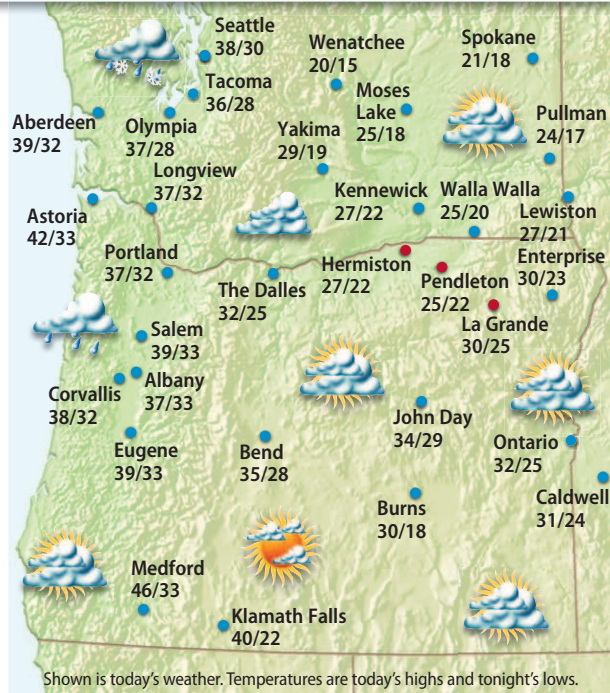 Seattle
38/30
Wenatchee
20/15
Spokane
21/18
Tacoma
36/28
Moses
Lake
25/18
Pullman
24/17
Aberdeen
39/32
Olympia
37/28
Yakima
29/19
Longview
37/32
Kennewick
27/22
Walla Walla
25/20
Lewiston
27/21
Astoria
42/33
Portland
37/32
The Dalles
32/25
Hermiston
27/22
Pendleton
25/22
Enterprise
30/23
La Grande
30/25
Salem
39/33
Albany
37/33
Corvallis
38/32
John Day
34/29
Eugene
39/33
Bend
35/28
Ontario
32/25
Caldwell
31/24
Burns
30/18
Medford
46/33
Klamath Falls
40/22
Shown is today's weather. Temperatures are today's highs and tonight's lows.